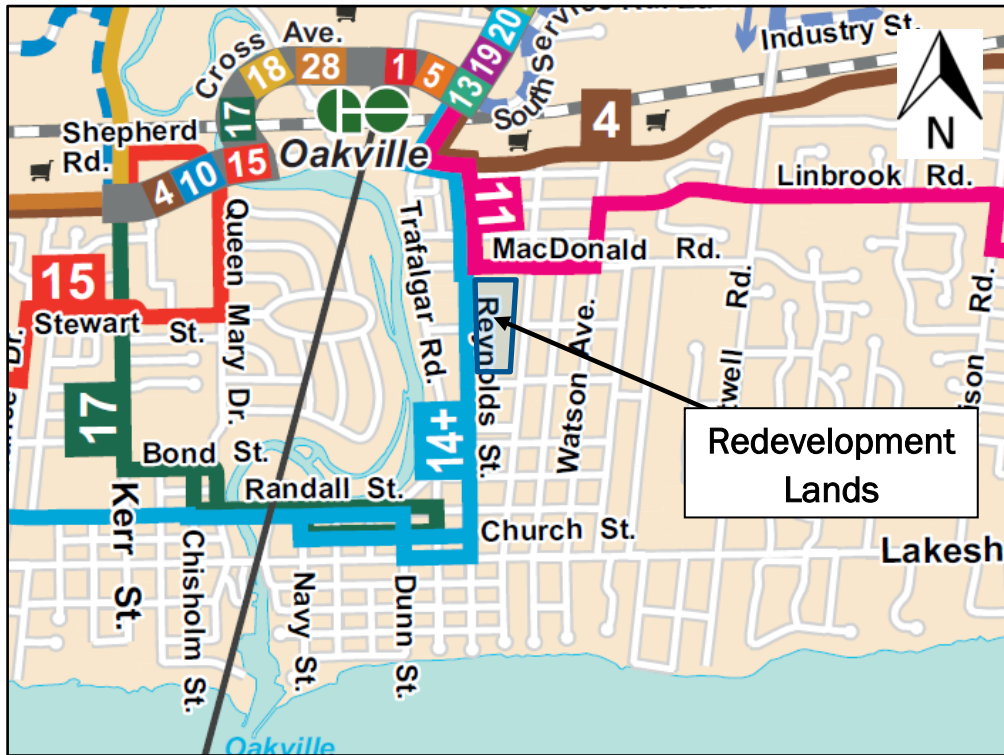 Cross Ave.
South Service
Industry St.
20
19
13
5
1
28
18
17
GO
4
N
Shepherd
Rd.
Oakville
15
10
4
Linbrook Rd.
11
MacDonald Rd.
Queen Mary Dr.
Trafalgar Rd.
Reynolds St.
Watson Ave.
Rd.
Rd.
15
Stewart St.
Dr.
17
14+
Redevelopment
Lands
Bond St.
Randall St.
Church St.
Kerr St.
Chisholm St.
Navy St.
Dunn St.
Lakesh
Oakville